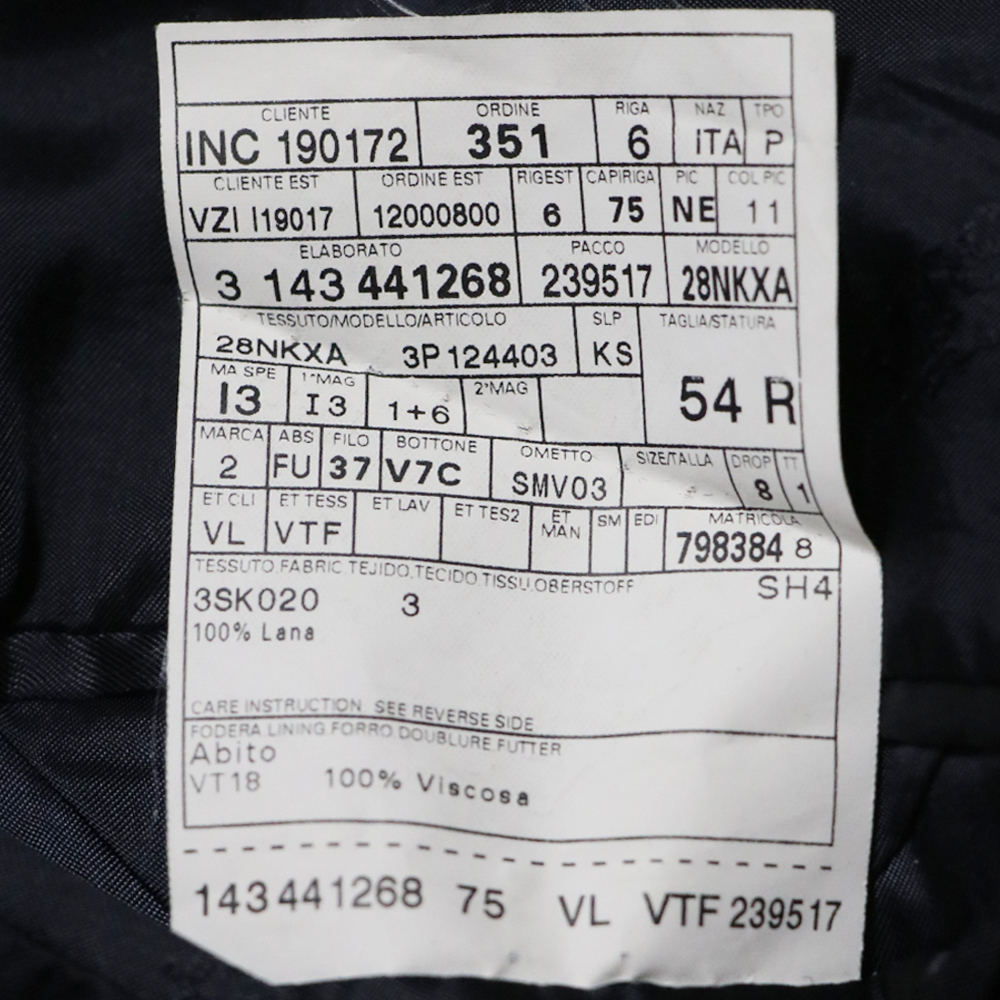 CLIENTE ORDINE RIGA NAZ TPO
INC 190172 351 6 ITA P
CLIENTE EST ORDINE EST RIGEST CAPIRIGA PIC COL PIC
VZI I19017 12000800 6 75 NE 11
ELABORATO PACCO MODELLO
3 143 441268 239517 28NKXA
TESSUTO/MODELLO/ARTICOLO SLP TAGLIA/STATURA
28NKXA 3P124403 KS 54 R
MA SPE 1°MAG 2°MAG
I3 I3 1+6
MARCA ABS FILO BOTTONE OMETTO SIZE/TALLA DROP TT
2 FU 37 V7C SMV03 8 1
ET CLI ET TESS ET LAV ET TES2 ET MAN SM EDI MATRICOLA
VL VTF 798384 8
TESSUTO.FABRIC.TEJIDO.TECIDO.TISSU.OBERSTOFF SH4
3SK020 3
100% Lana
CARE INSTRUCTION SEE REVERSE SIDE
FODERA LINING FORRO DOUBLURE FUTTER
Abito
VT18 100% Viscosa
143441268 75 VL VTF 239517